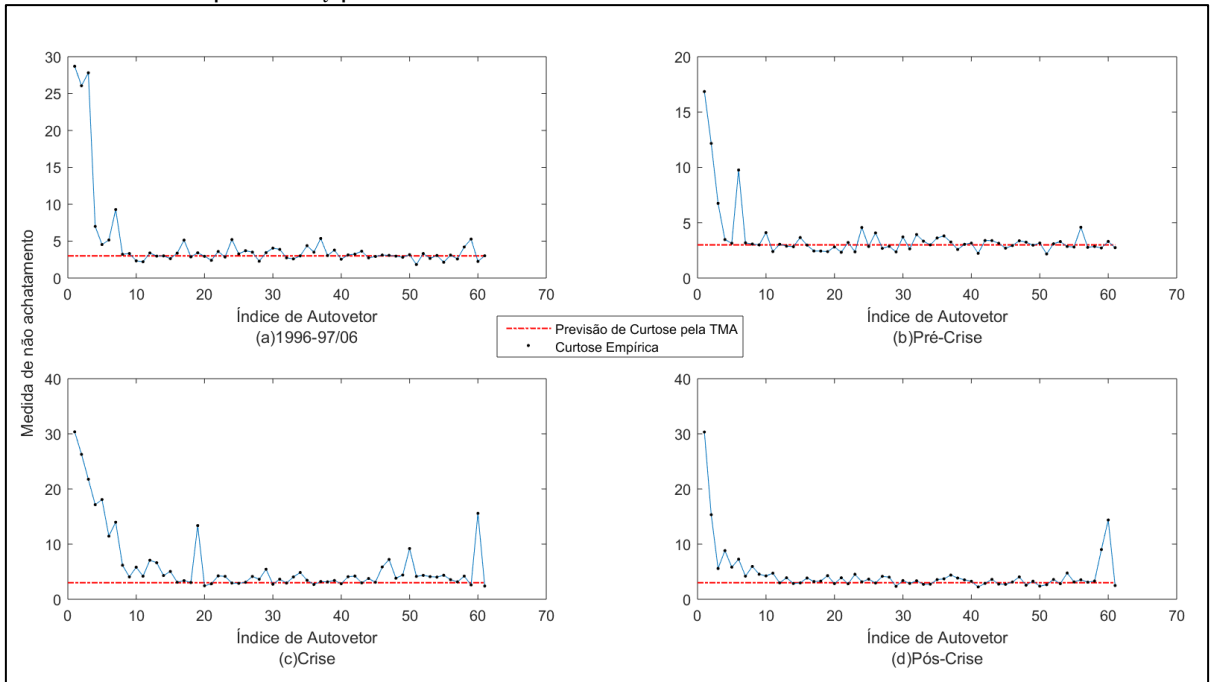 Medida de não achatamento
30
25
20
15
10
5
0
0 10 20 30 40 50 60 70
Índice de Autovetor
(a)1996-97/06
20
15
10
5
0
0 10 20 30 40 50 60 70
Índice de Autovetor
(b)Pré-Crise
Previsão de Curtose pela TMA
Curtose Empírica
40
30
20
10
0
0 10 20 30 40 50 60 70
Índice de Autovetor
(c)Crise
40
30
20
10
0
0 10 20 30 40 50 60 70
Índice de Autovetor
(d)Pós-Crise